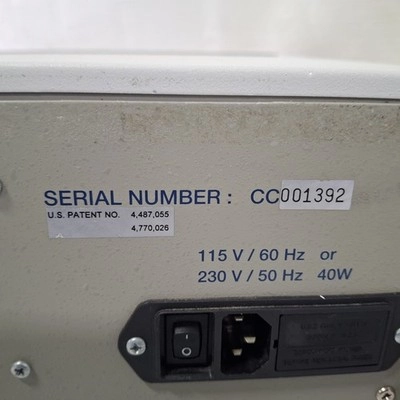 SERIAL NUMBER: CC001392
U.S. PATENT NO. 4,487,055
4,770,026
115 V / 60 Hz or
230 V / 50 Hz 40W